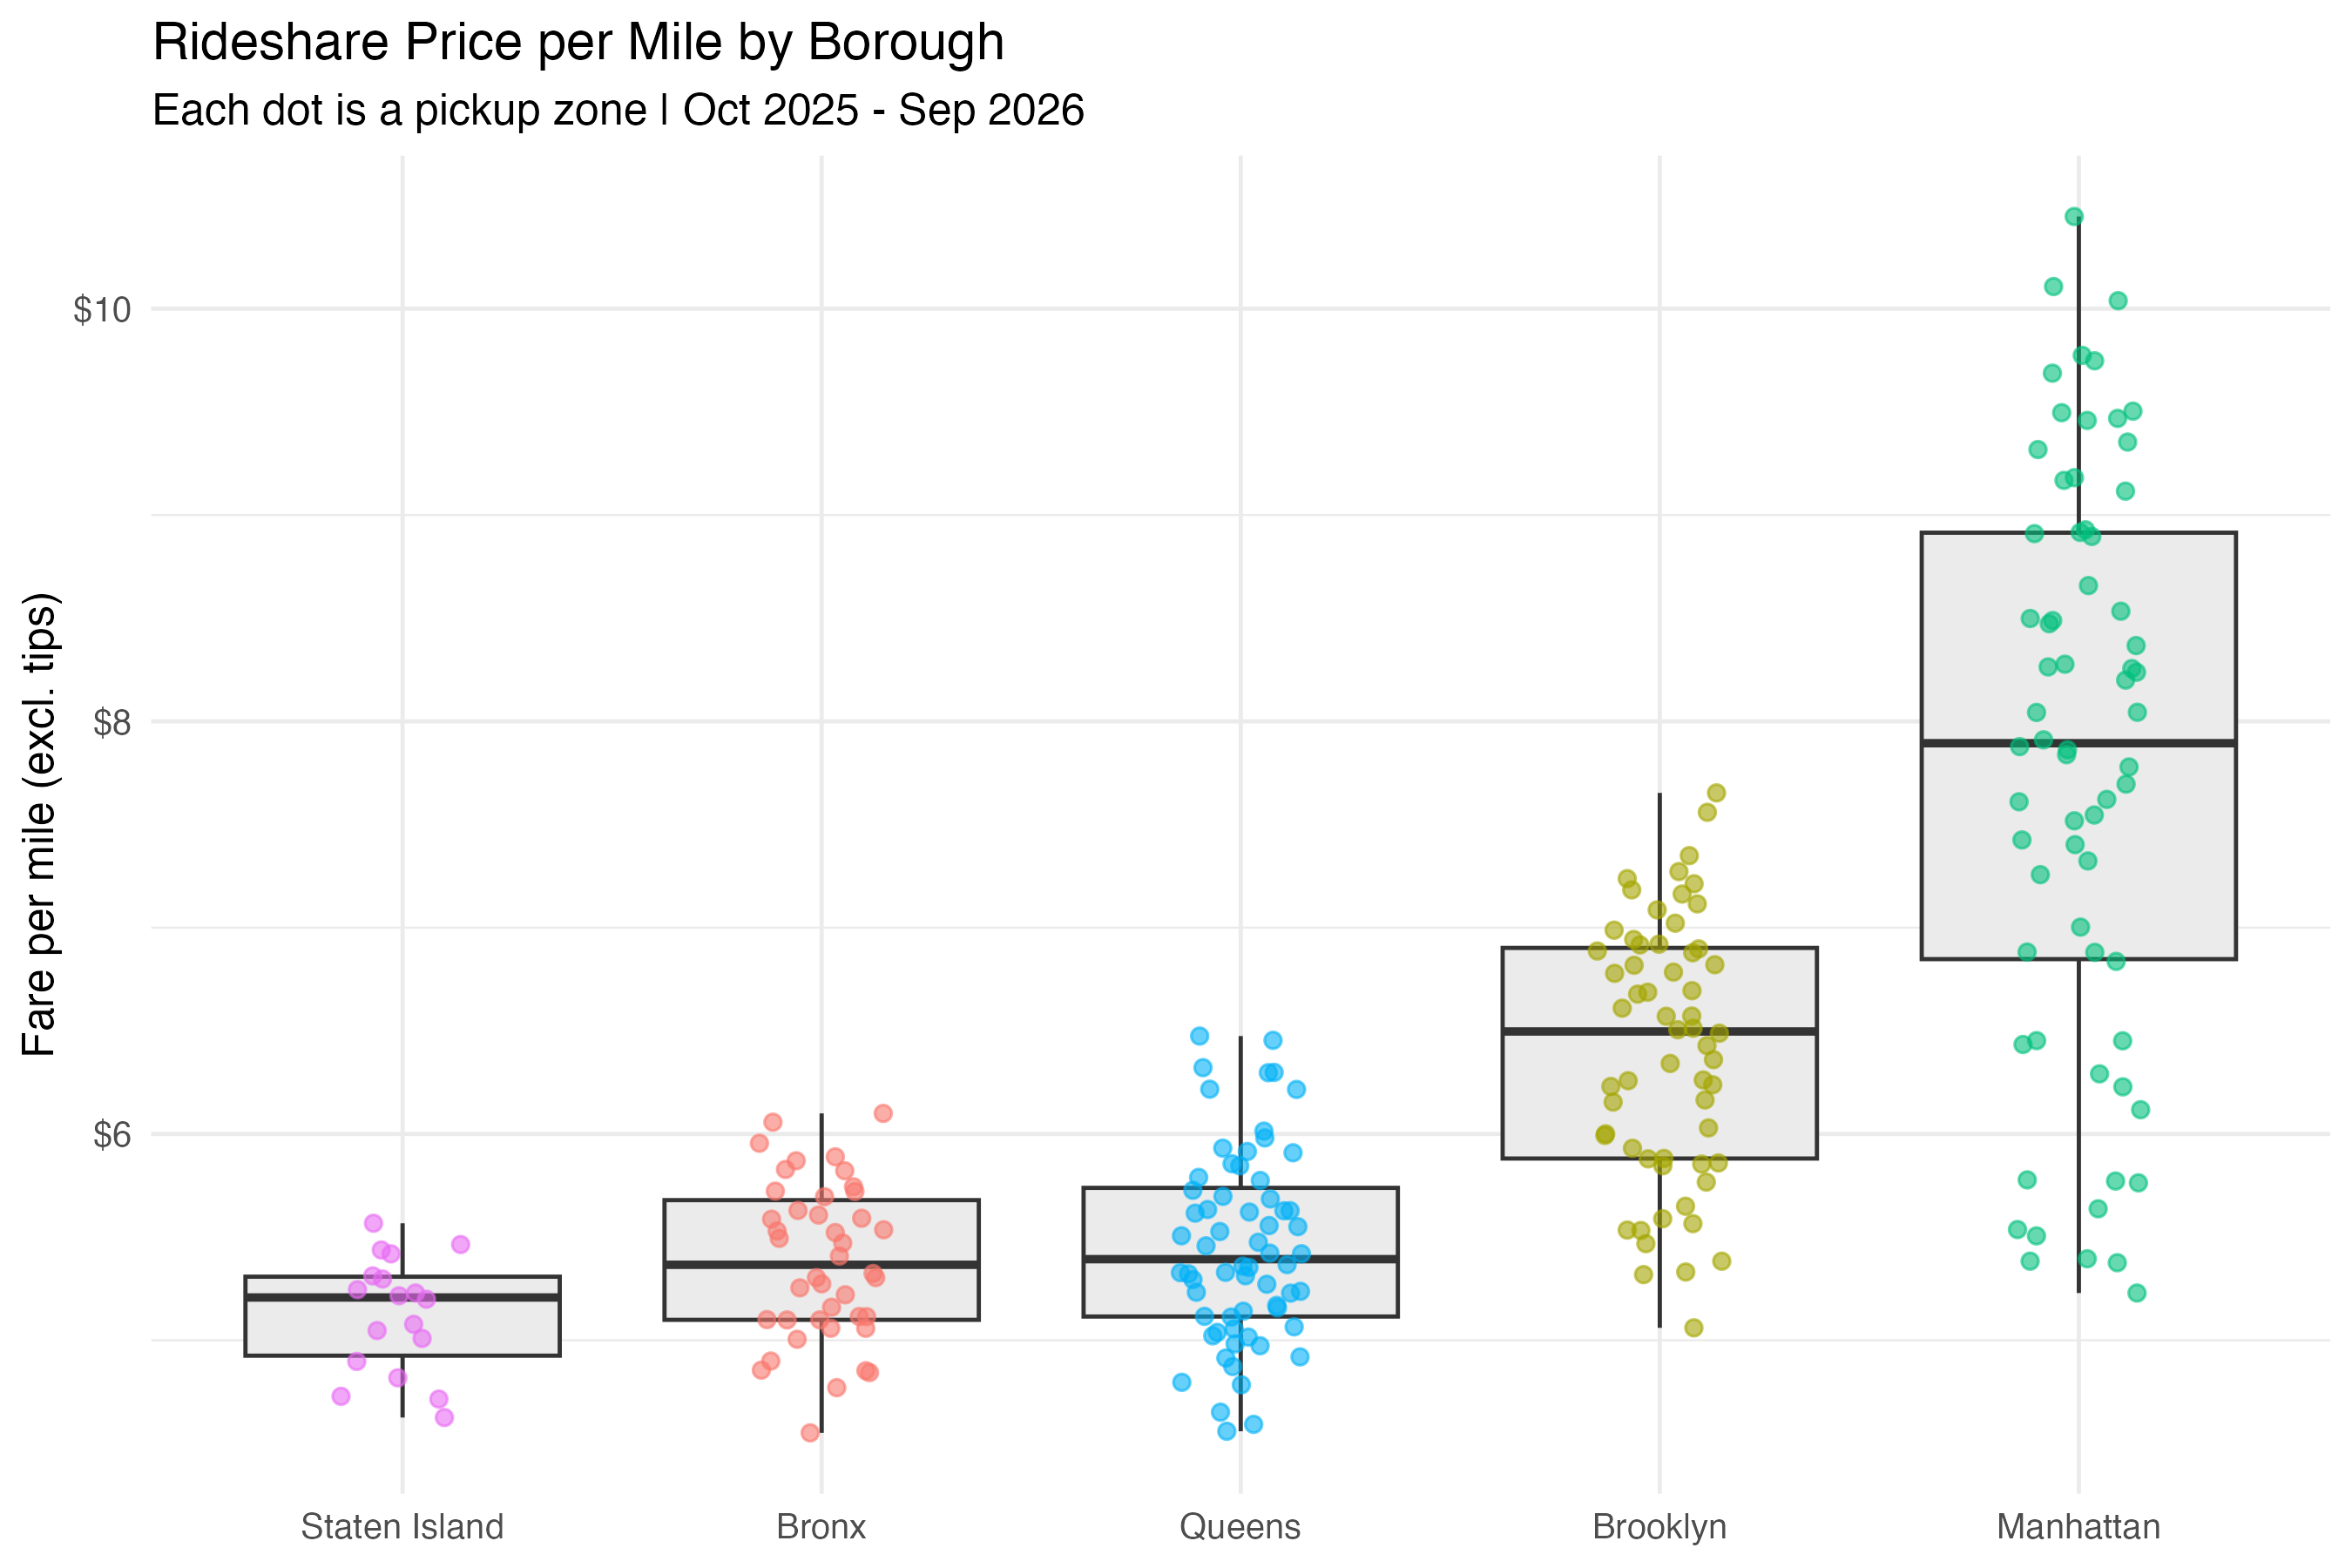 Rideshare Price per Mile by Borough
Each dot is a pickup zone | Oct 2025 - Sep 2026
Fare per mile (excl. tips)
$10
$8
$6
Staten Island
Bronx
Queens
Brooklyn
Manhattan